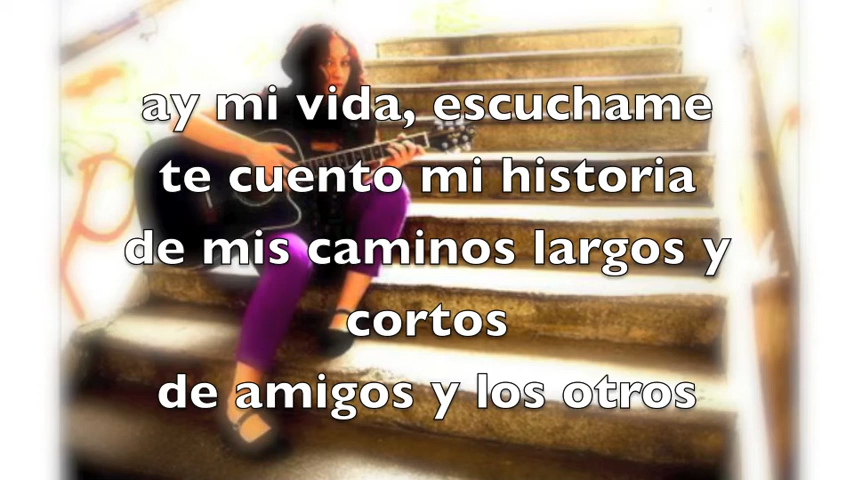 ay mi vida, escuchame
te cuento mi historia
de mis caminos largos y
cortos
de amigos y los otros